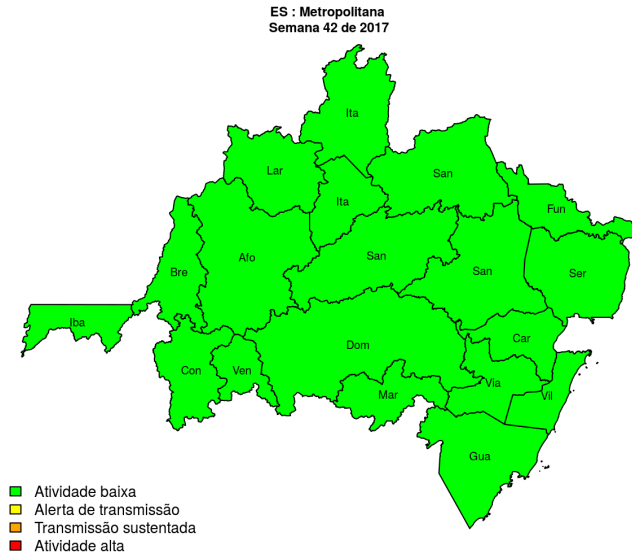 ES : Metropolitana
Semana 42 de 2017
Ita
Lar
San
Ita
Fun
Afo
San
San
Bre
Ser
Iba
Car
Dom
Con
Ven
Via
Mar
Vil
Gua
Atividade baixa
Alerta de transmissão
Transmissão sustentada
Atividade alta